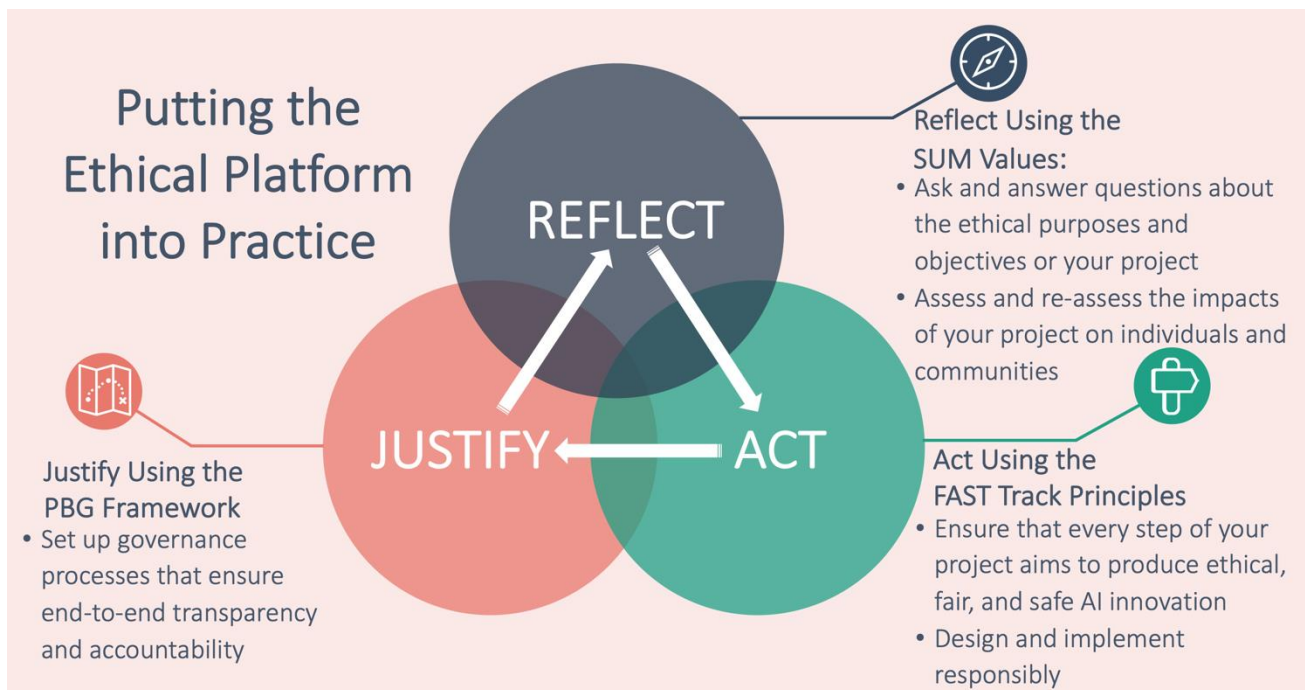 Putting the
Ethical Platform
into Practice
REFLECT
JUSTIFY
ACT
Reflect Using the
SUM Values:
• Ask and answer questions about
the ethical purposes and
objectives or your project
• Assess and re-assess the impacts
of your project on individuals and
communities
Justify Using the
PBG Framework
• Set up governance
processes that ensure
end-to-end transparency
and accountability
Act Using the
FAST Track Principles
• Ensure that every step of your
project aims to produce ethical,
fair, and safe AI innovation
• Design and implement
responsibly